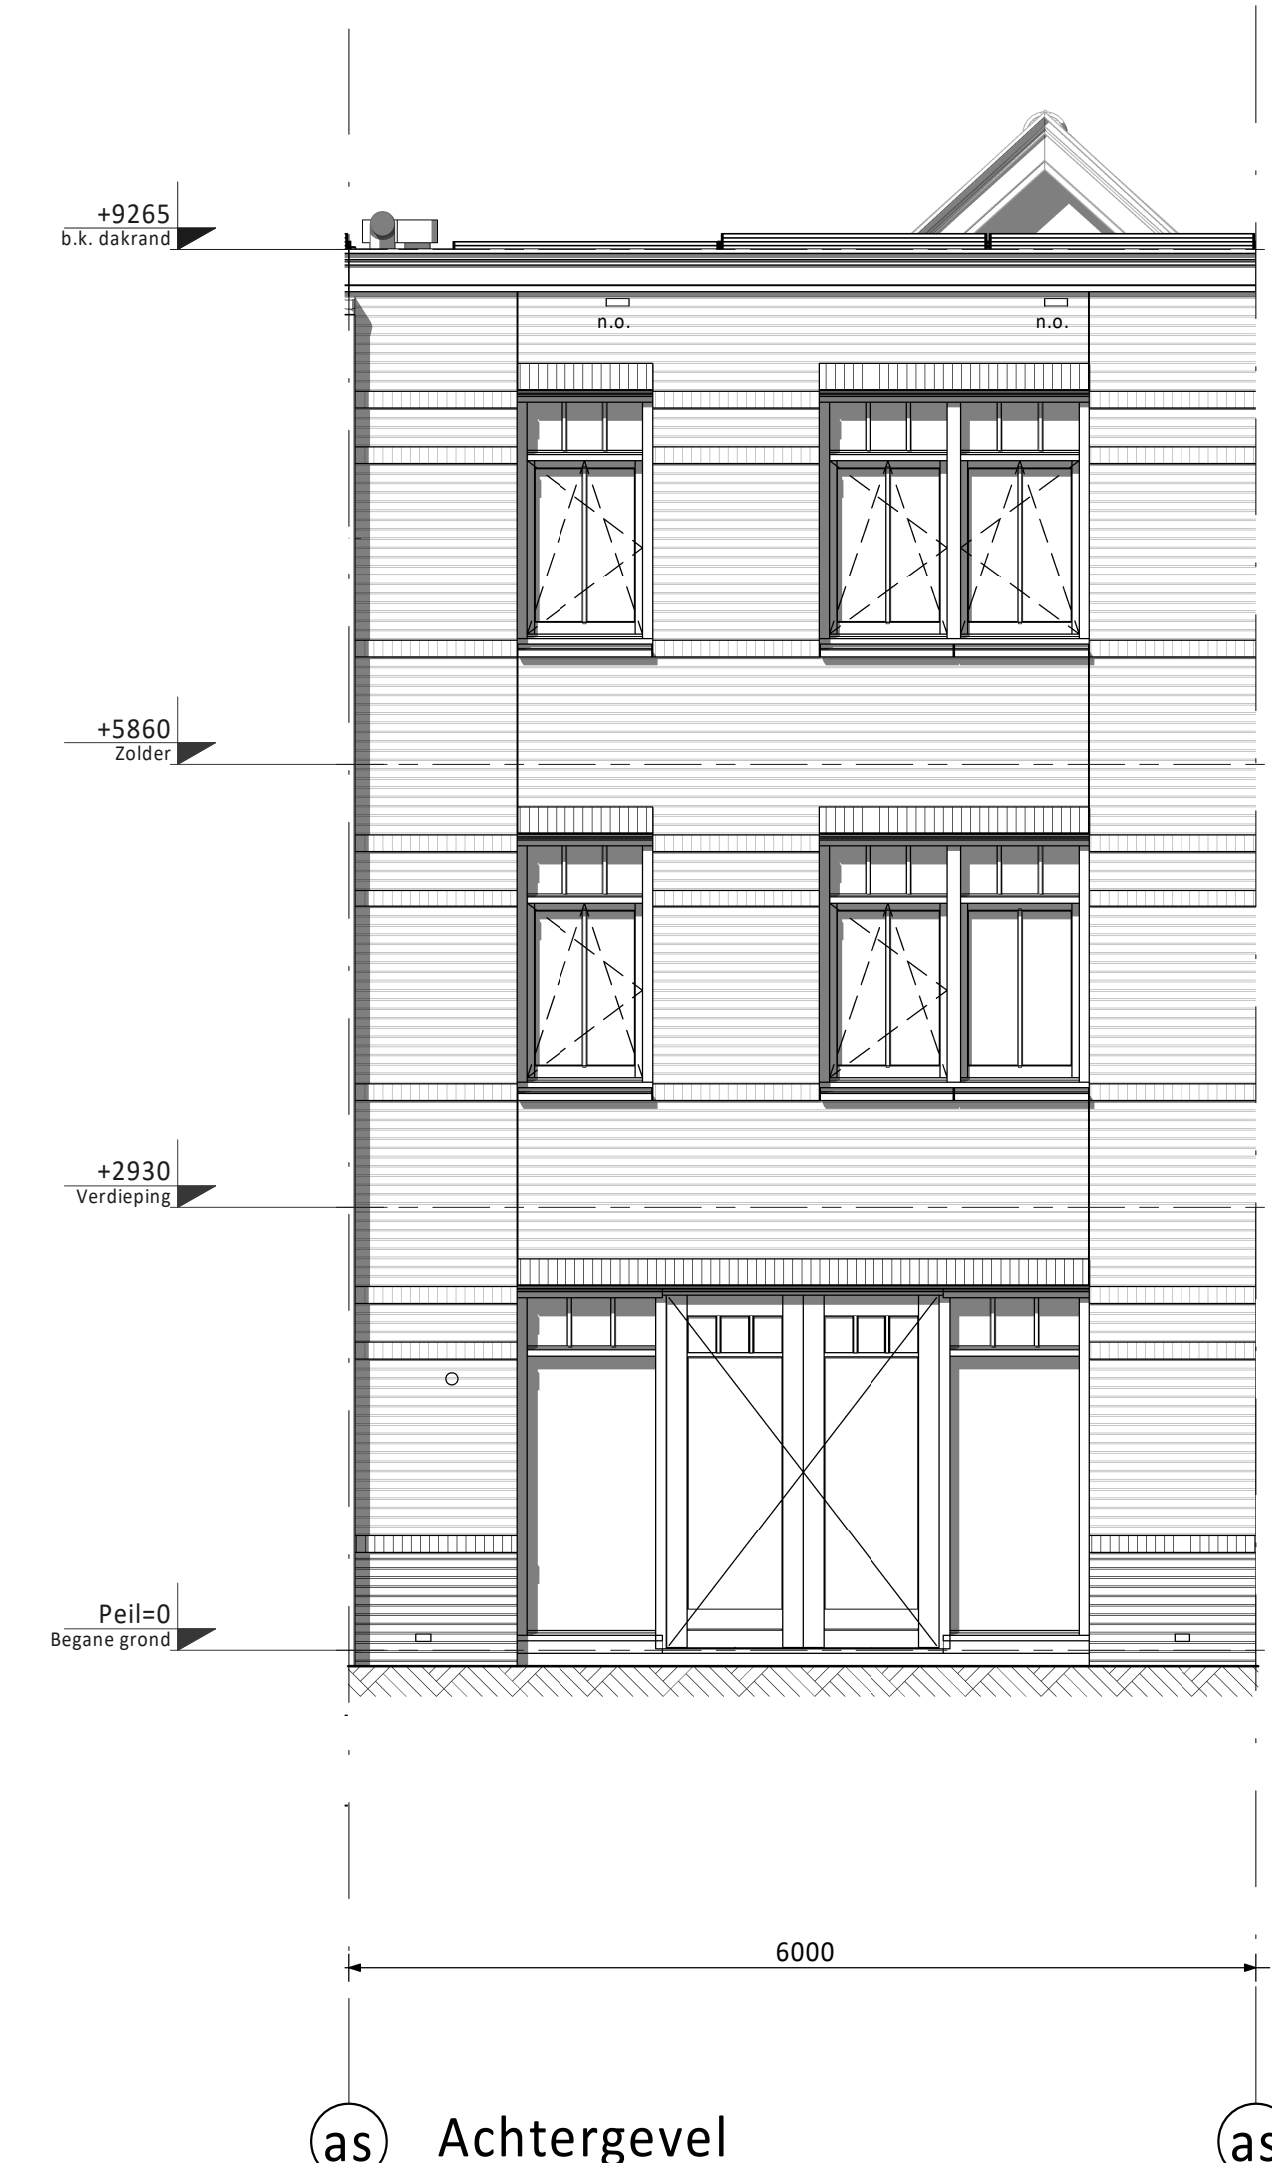 +9265
b.k. dakrand
n.o.
n.o.
+5860
Zolder
+2930
Verdieping
Peil=0
Begane grond
6000
as
Achtergevel
as